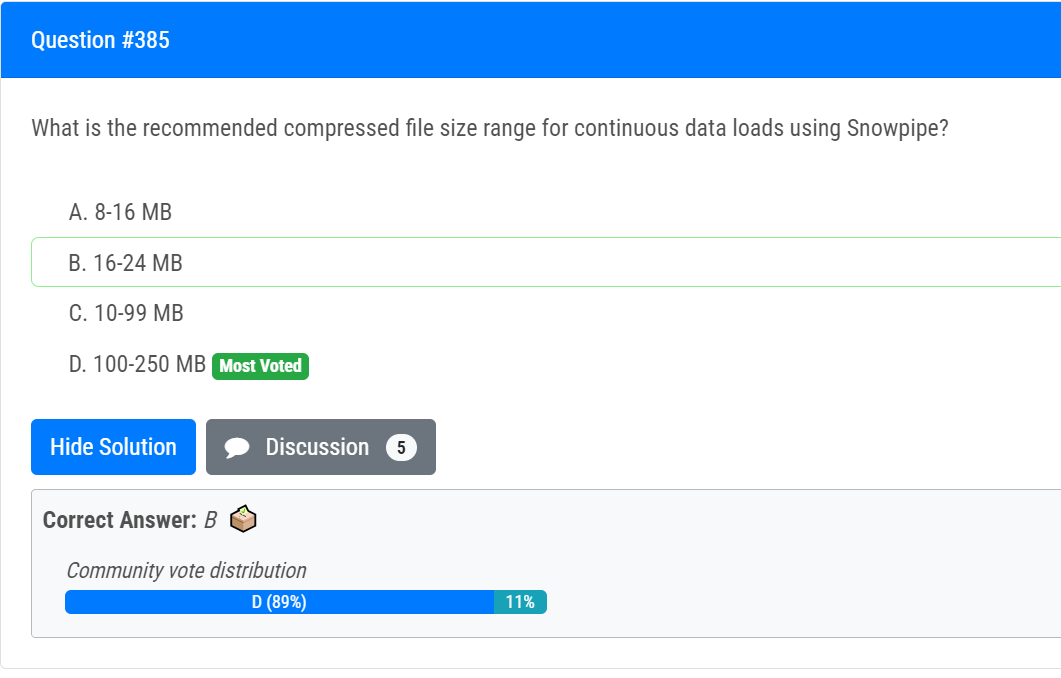 Question #385
What is the recommended compressed file size range for continuous data loads using Snowpipe?
A. 8-16 MB
B. 16-24 MB
C. 10-99 MB
D. 100-250 MB Most Voted
Hide Solution Discussion 5
Correct Answer: B
Community vote distribution
D (89%) 11%